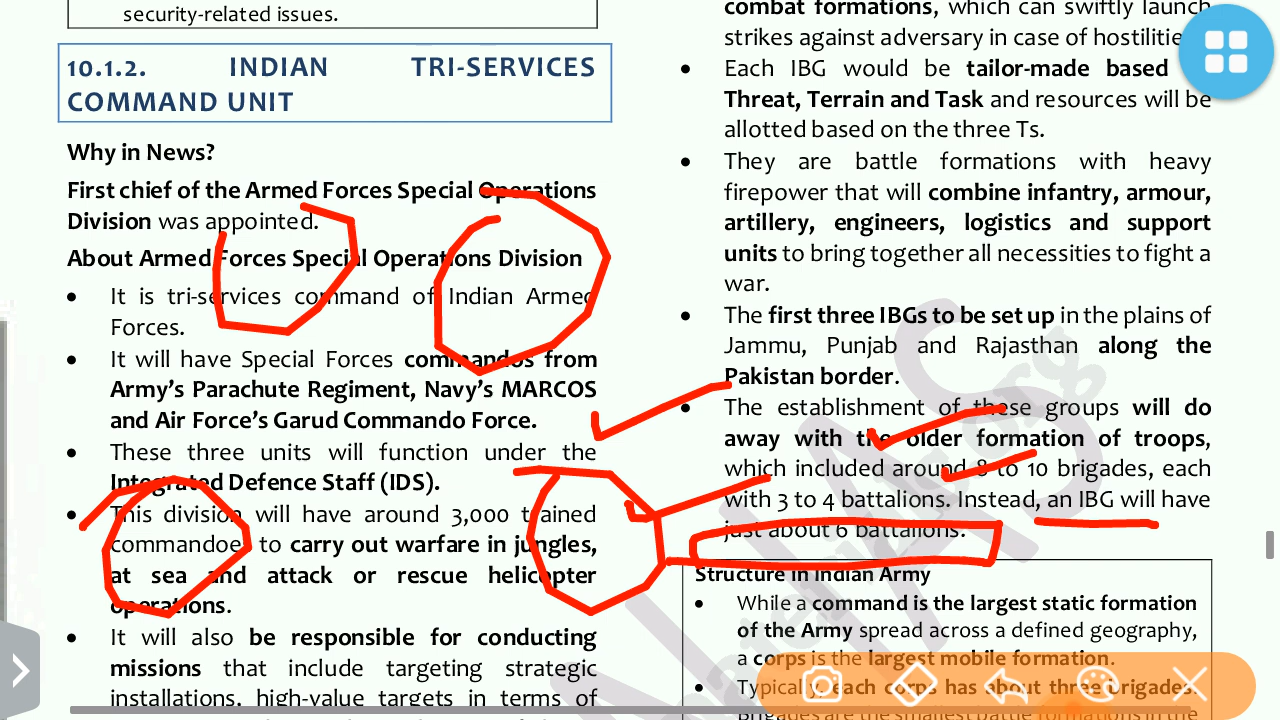 security-related issues.
10.1.2. INDIAN TRI-SERVICES
COMMAND UNIT
Why in News?
First chief of the Armed Forces Special Operations
Division was appointed.
About Armed Forces Special Operations Division
• It is tri-services command of Indian Armed
Forces.
• It will have Special Forces commandos from
Army's Parachute Regiment, Navy's MARCOS
and Air Force's Garud Commando Force.
• These three units will function under the
Integrated Defence Staff (IDS).
• This division will have around 3,000 trained
commandoes to carry out warfare in jungles,
at sea and attack or rescue helicopter
operations.
• It will also be responsible for conducting
missions that include targeting strategic
installations, high-value targets in terms of
combat formations, which can swiftly launch
strikes against adversary in case of hostilitie
• Each IBG would be tailor-made based
Threat, Terrain and Task and resources will be
allotted based on the three Ts.
• They are battle formations with heavy
firepower that will combine infantry, armour,
artillery, engineers, logistics and support
units to bring together all necessities to fight a
war.
• The first three IBGs to be set up in the plains of
Jammu, Punjab and Rajasthan along the
Pakistan border.
• The establishment of these groups will do
away with the older formation of troops,
which included around 8 to 10 brigades, each
with 3 to 4 battalions. Instead, an IBG will have
just about 6 battalions.
Structure in Indian Army
• While a command is the largest static formation
of the Army spread across a defined geography,
a corps is the largest mobile formation.
• Typically, each corps has about three brigades.
Brigades are the smallest battle formations in the